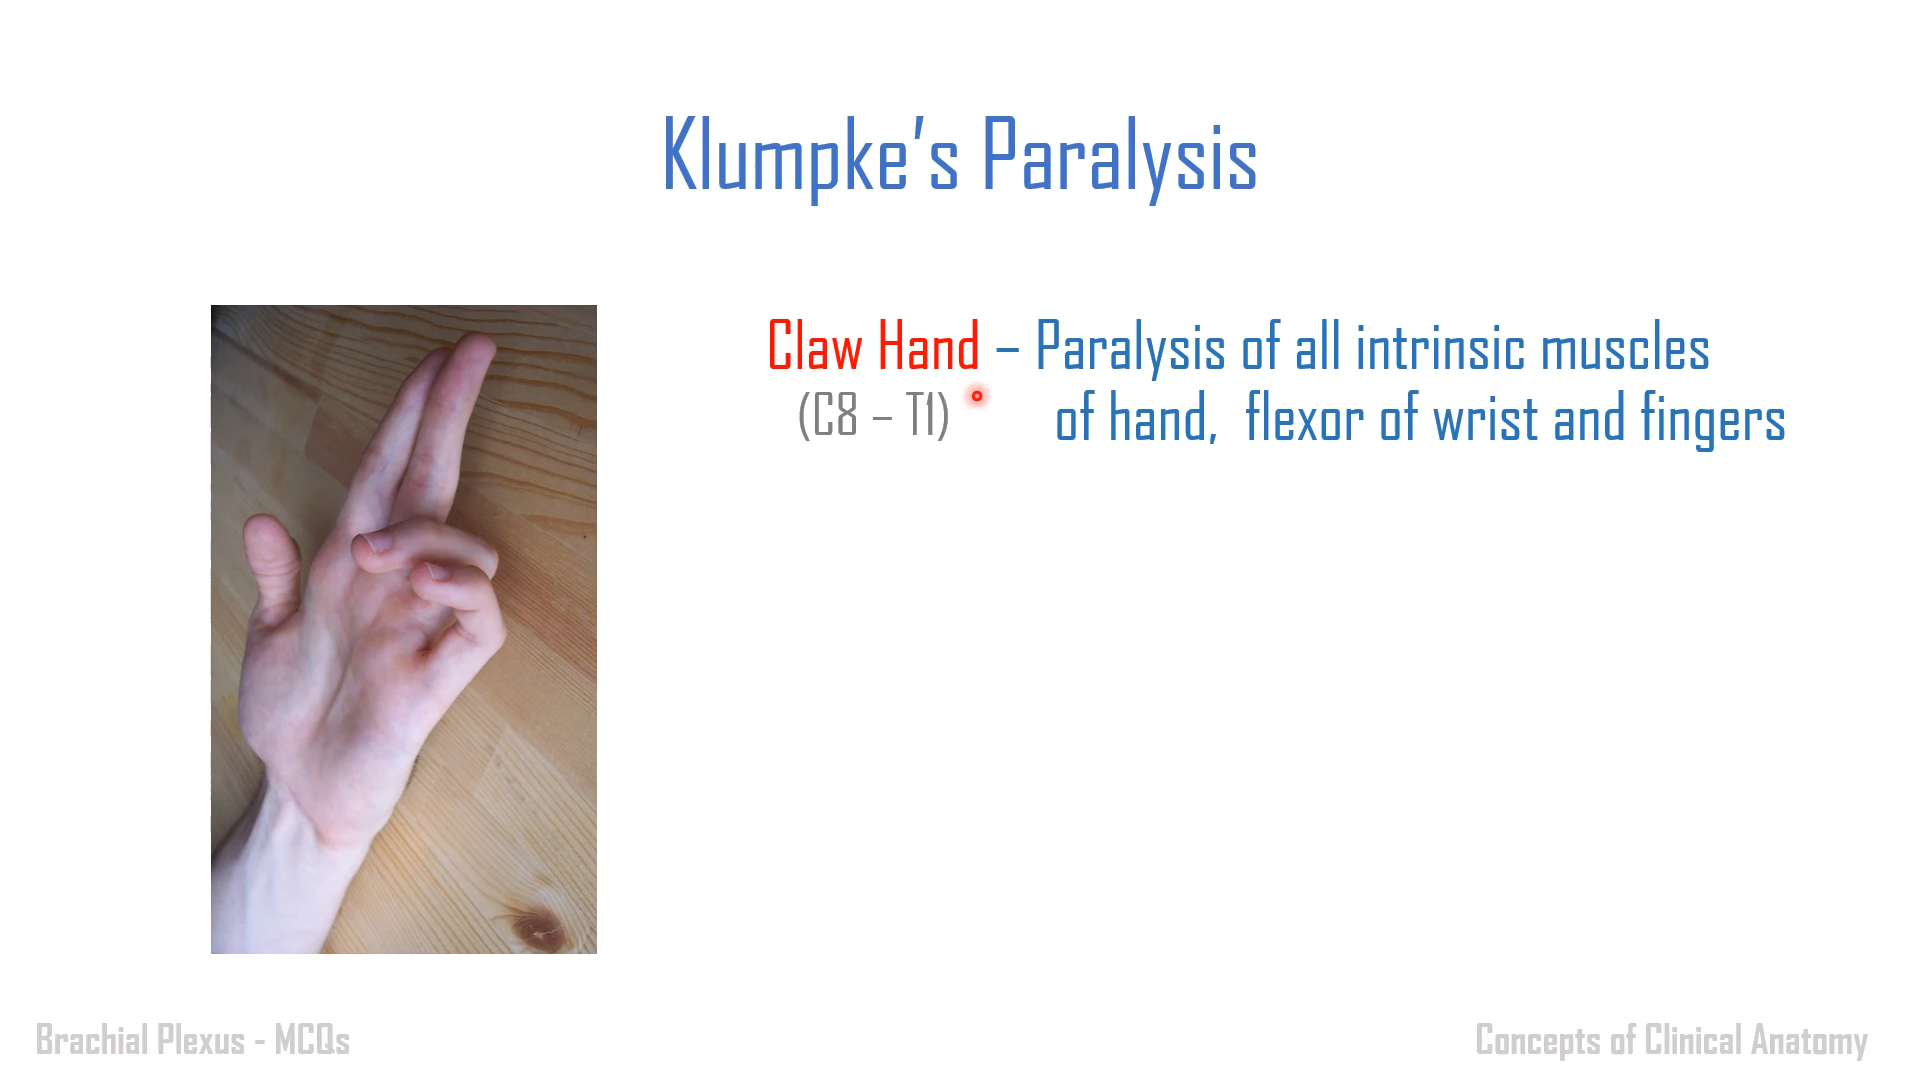 Klumpke's Paralysis
Claw Hand – Paralysis of all intrinsic muscles
(C8 – T1) of hand, flexor of wrist and fingers
Brachial Plexus - MCQs
Concepts of Clinical Anatomy